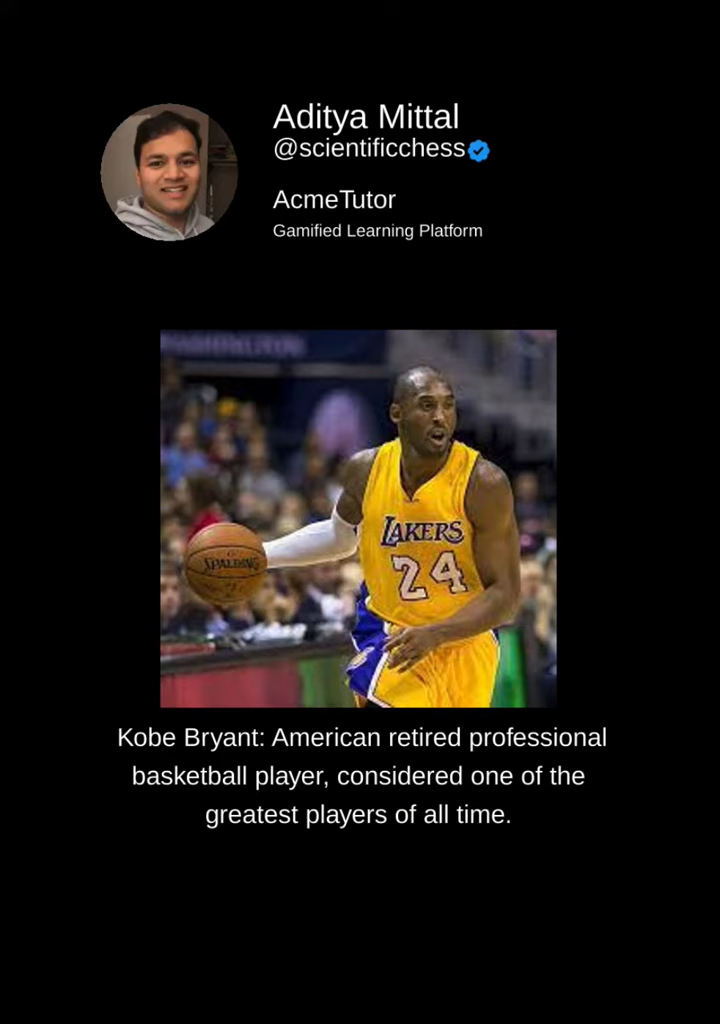 Aditya Mittal
@scientificchess
AcmeTutor
Gamified Learning Platform
WASHINGTON
LAKERS
24
SPALDING
Kobe Bryant: American retired professional
basketball player, considered one of the
greatest players of all time.